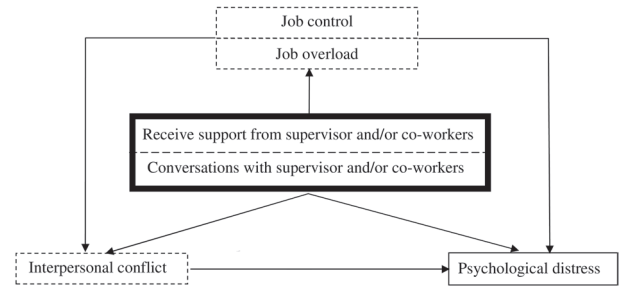 Job control
Job overload
Receive support from supervisor and/or co-workers
Conversations with supervisor and/or co-workers
Interpersonal conflict
Psychological distress